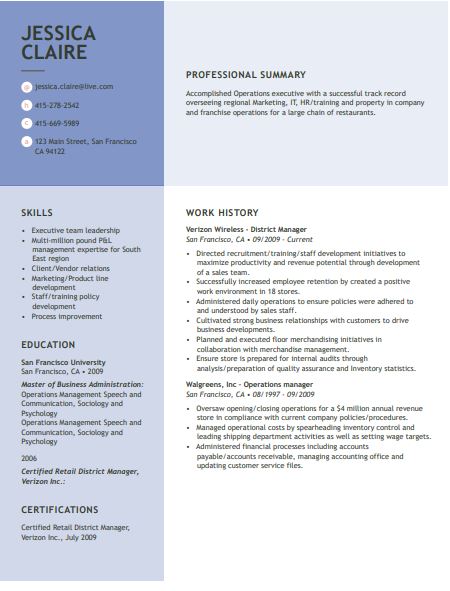 JESSICA
CLAIRE
jessica.claire@live.com
415-278-2542
415-669-5989
123 Main Street, San Francisco
CA 94122
PROFESSIONAL SUMMARY
Accomplished Operations executive with a successful track record
overseeing regional Marketing, IT, HR/training and property in company
and franchise operations for a large chain of restaurants.
SKILLS
• Executive team leadership
• Multi-million pound P&L
management expertise for South
East region
• Client/Vendor relations
• Marketing/Product line
development
• Staff/training policy
development
• Process improvement
EDUCATION
San Francisco University
San Francisco, CA • 2009
Master of Business Administration:
Operations Management Speech and
Communication, Sociology and
Psychology
Operations Management Speech and
Communication, Sociology and
Psychology
2006
Certified Retail District Manager,
Verizon Inc.:
CERTIFICATIONS
Certified Retail District Manager,
Verizon Inc., July 2009
WORK HISTORY
Verizon Wireless - District Manager
San Francisco, CA • 09/2009 - Current
• Directed recruitment/training/staff development initiatives to
maximize productivity and revenue potential through development
of a sales team.
• Successfully increased employee retention by created a positive
work environment in 18 stores.
• Administered daily operations to ensure policies were adhered to
and understood by sales staff.
• Cultivated strong business relationships with customers to drive
business developments.
• Planned and executed floor merchandising initiatives in
collaboration with merchandise management.
• Ensure store is prepared for internal audits through
analysis/preparation of quality assurance and Inventory statistics.
Walgreens, Inc - Operations manager
San Francisco, CA • 08/1997 - 09/2009
• Oversaw opening/closing operations for a $4 million annual revenue
store in compliance with current company policies/procedures.
• Managed operational costs by spearheading inventory control and
leading shipping department activities as well as setting wage targets.
• Administered financial processes including accounts
payable/accounts receivable, managing accounting office and
updating customer service files.